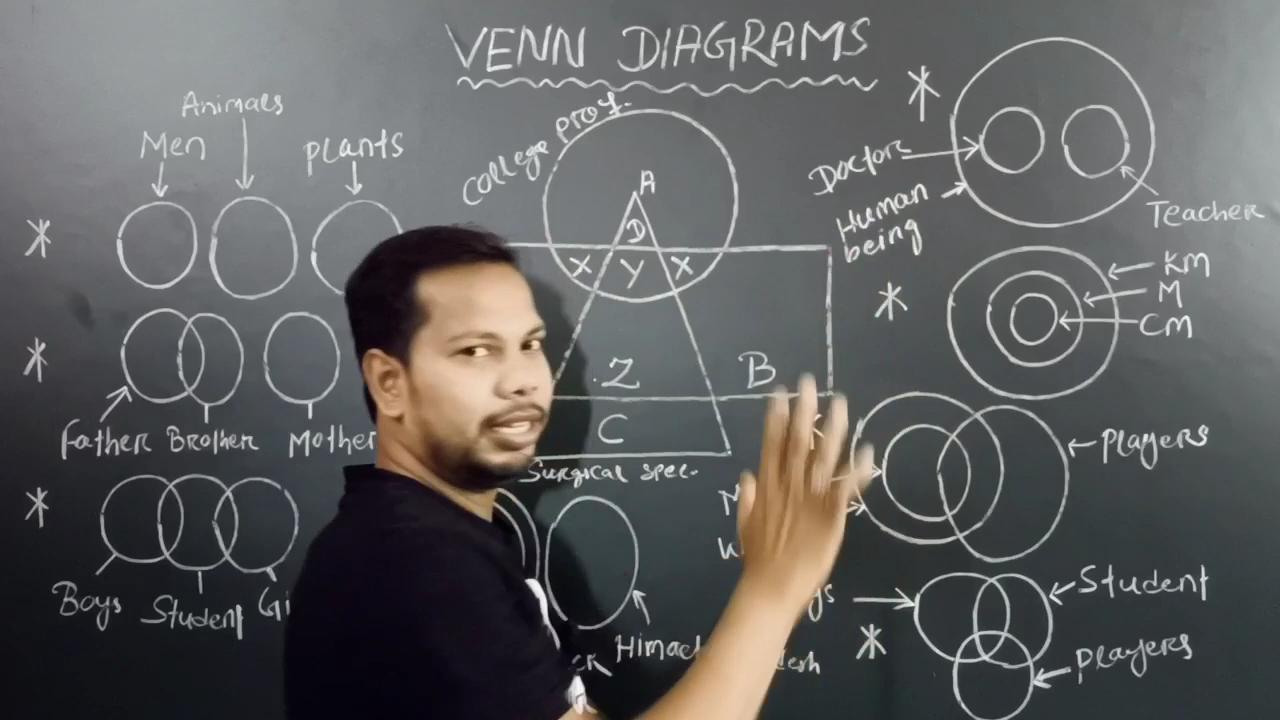 VENN DIAGRAMS
Animals
Men
plants
College prof.
A
D
X Y X
Z
B
C
Surgical spec.
Doctors
Human
being
Teacher
KM
M
CM
Father Brother Mother
Players
Boys Student
Student
Players